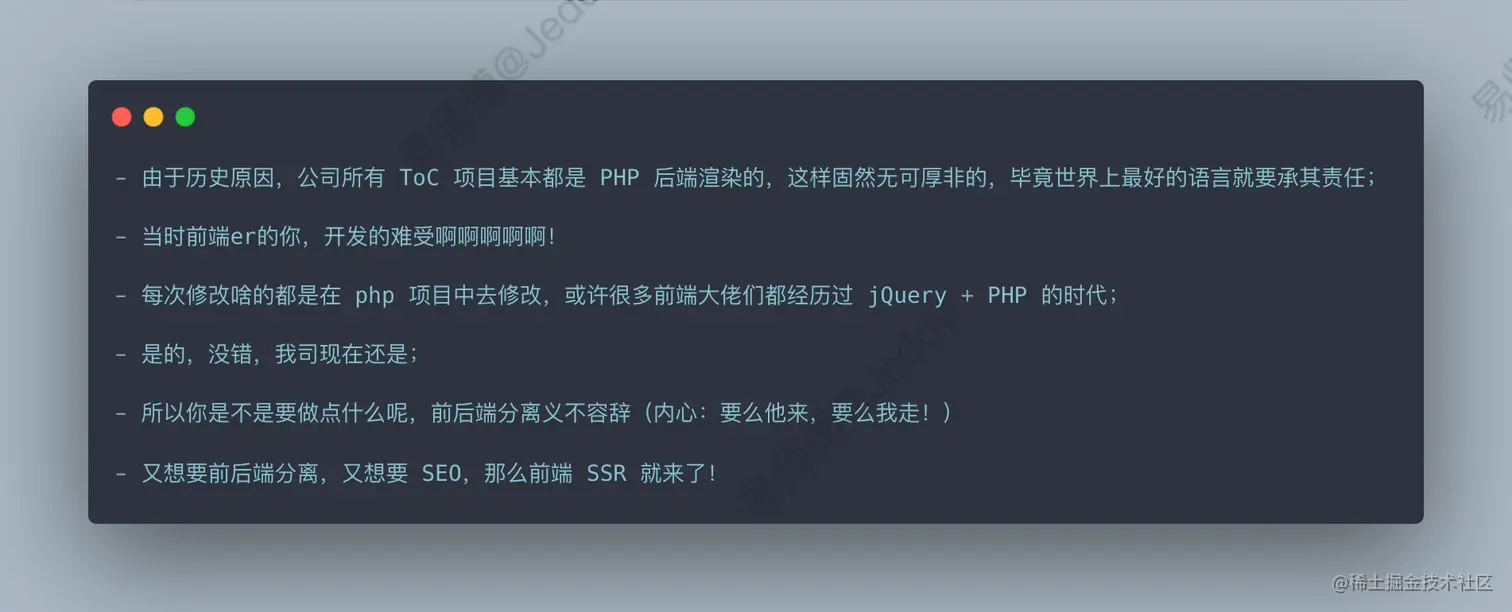 - 由于历史原因，公司所有 ToC 项目基本都是 PHP 后端渲染的，这样固然无可厚非的，毕竟世界上最好的语言就要承其责任；
- 当时前端er的你，开发的难受啊啊啊啊啊！
- 每次修改啥的都是在 php 项目中去修改，或许很多前端大佬们都经历过 jQuery + PHP 的时代；
- 是的，没错，我司现在还是；
- 所以你是不是要做点什么呢，前后端分离义不容辞（内心：要么他来，要么我走！）
- 又想要前后端分离，又想要 SEO，那么前端 SSR 就来了！
@稀土掘金技术社区